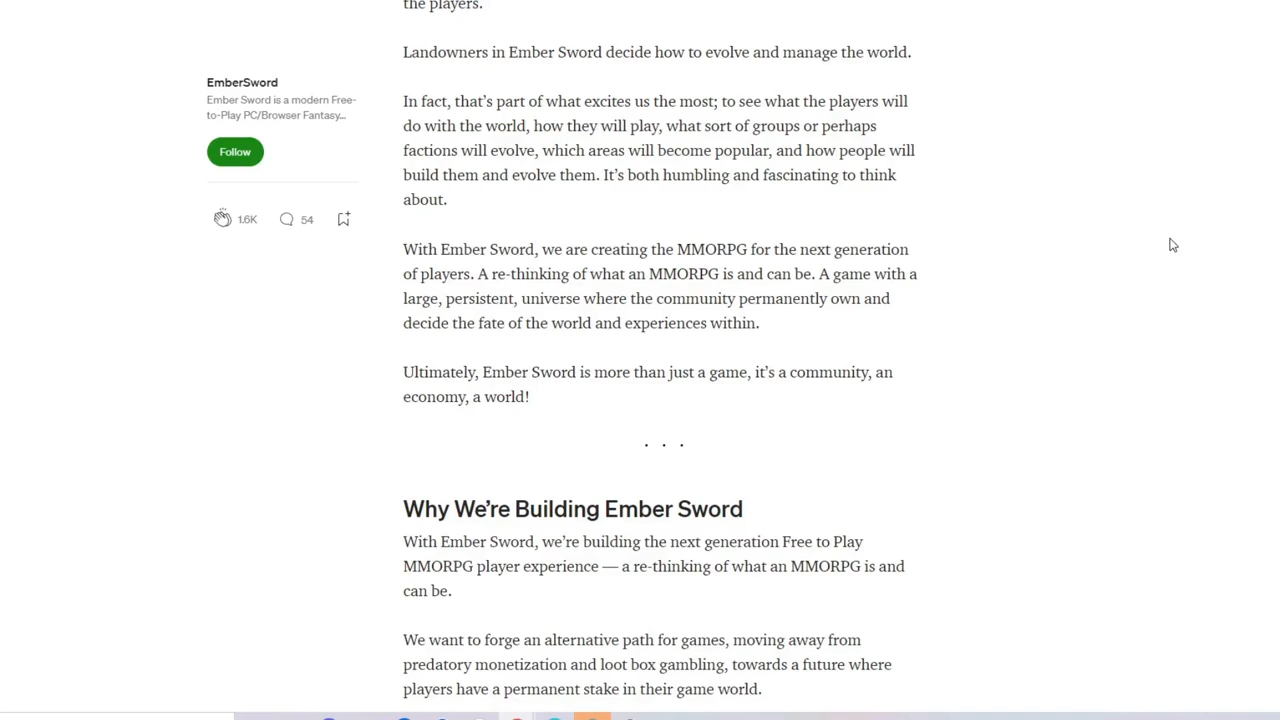 the players.
Landowners in Ember Sword decide how to evolve and manage the world.
EmberSword
Ember Sword is a modern Free-
to-Play PC/Browser Fantasy...
Follow
1.6K 54
In fact, that’s part of what excites us the most; to see what the players will
do with the world, how they will play, what sort of groups or perhaps
factions will evolve, which areas will become popular, and how people will
build them and evolve them. It’s both humbling and fascinating to think
about.
With Ember Sword, we are creating the MMORPG for the next generation
of players. A re-thinking of what an MMORPG is and can be. A game with a
large, persistent, universe where the community permanently own and
decide the fate of the world and experiences within.
Ultimately, Ember Sword is more than just a game, it’s a community, an
economy, a world!
. . .
Why We’re Building Ember Sword
With Ember Sword, we’re building the next generation Free to Play
MMORPG player experience — a re-thinking of what an MMORPG is and
can be.
We want to forge an alternative path for games, moving away from
predatory monetization and loot box gambling, towards a future where
players have a permanent stake in their game world.